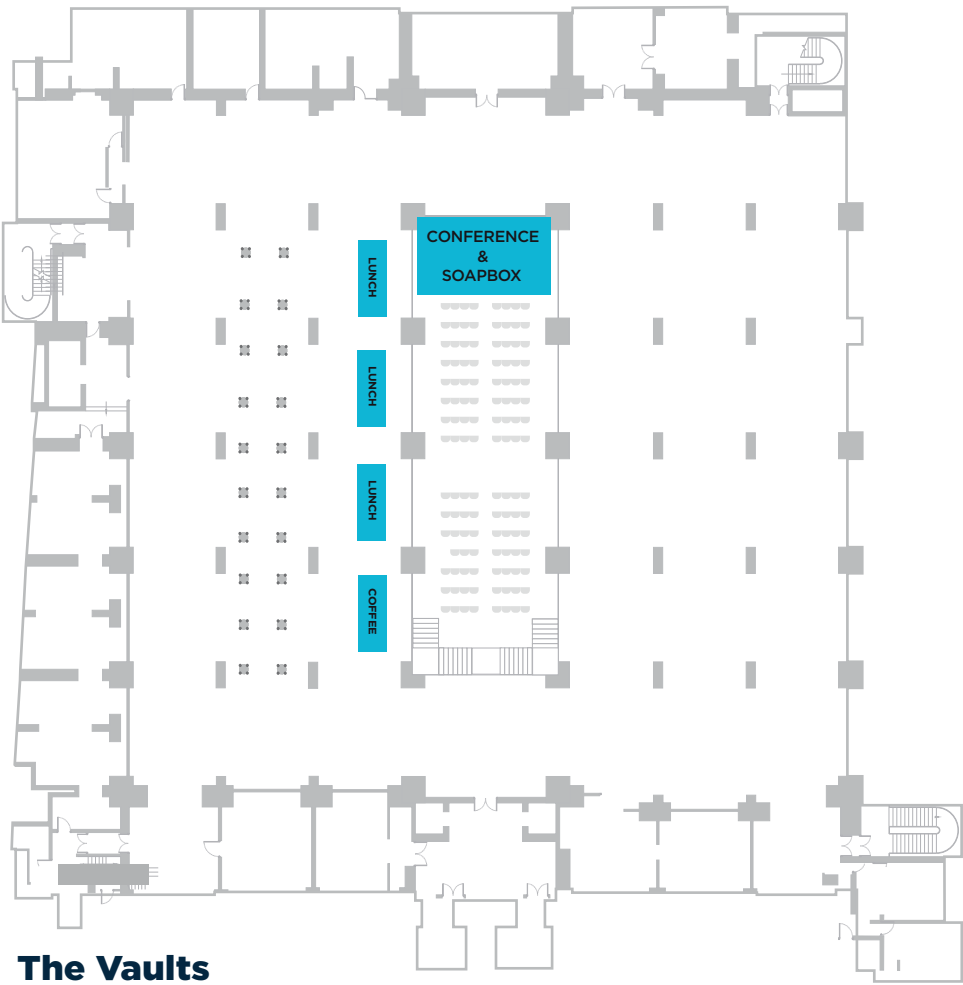 CONFERENCE
&
SOAPBOX
LUNCH
LUNCH
LUNCH
COFFEE
The Vaults